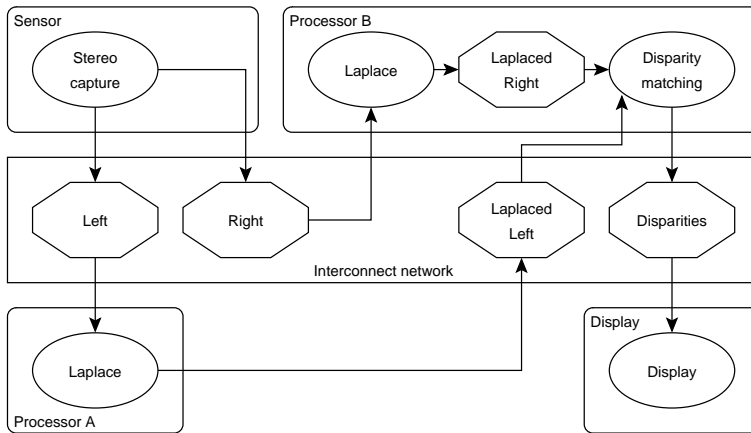 Sensor
Processor B
Stereo
capture
Laplace
Laplaced
Right
Disparity
matching
Left
Right
Laplaced
Left
Disparities
Interconnect network
Laplace
Processor A
Display
Display